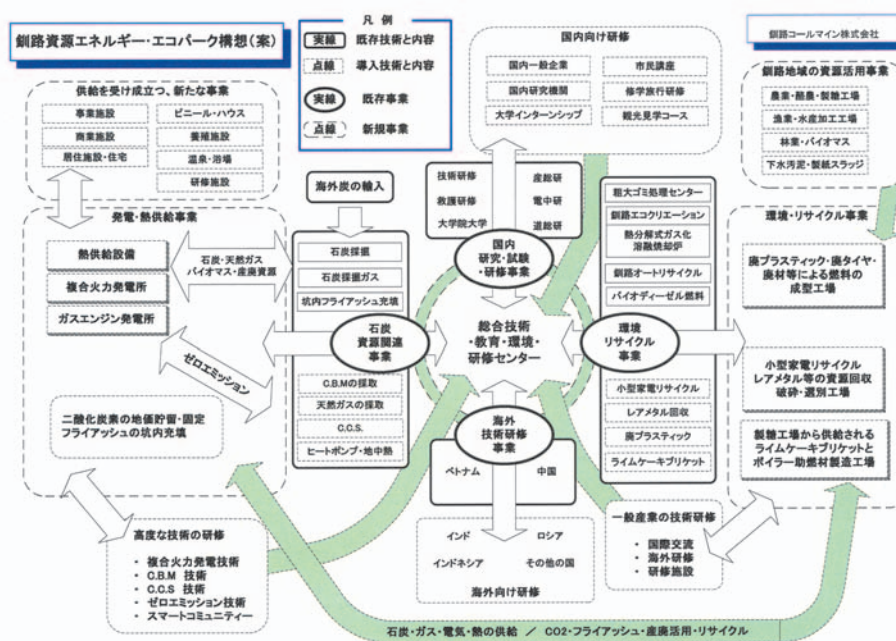 釧路資源エネルギー・エコパーク構想(案)
凡 例
実線
既存技術と内容
点線
導入技術と内容
実線
既存事業
点線
新規事業
釧路コールマイン株式会社
国内向け研修
国内一般企業
市民講座
国内研究機関
修学旅行研修
大学インターンシップ
観光見学コース
釧路地域の資源活用事業
農業・酪農・製糖工場
漁業・水産加工工場
林業・バイオマス
下水汚泥・製紙スラッジ
供給を受け成立つ、新たな事業
事業施設
ビニール・ハウス
商業施設
養殖施設
居住施設・住宅
温泉・浴場
研修施設
海外炭の輸入
技術研修
産総研
救護研修
電中研
大学院大学
道総研
国内
研究・試験
・研修事業
粗大ゴミ処理センター
釧路エコクリエーション
熱分解式ガス化
溶融焼却炉
釧路オートリサイクル
バイオディーゼル燃料
発電・熱供給事業
熱供給設備
複合火力発電所
ガスエンジン発電所
石炭・天然ガス
バイオマス・産廃資源
ゼロエミッション
二酸化炭素の地価貯留・固定
フライアッシュの坑内充填
石炭採掘
石炭採掘ガス
坑内フライアッシュ充填
石炭
資源関連
事業
C.B.Mの採取
天然ガスの採取
C.C.S.
ヒートポンプ・地中熱
総合技術
・教育・環境・
研修センター
環境
リサイクル
事業
小型家電リサイクル
レアメタル回収
廃プラスティック
ライムケーキブリケット
環境・リサイクル事業
廃プラスティック・廃タイヤ・
廃材等による燃料の
成型工場
小型家電リサイクル
レアメタル等の資源回収
破砕・選別工場
製糖工場から供給される
ライムケーキブリケットと
ボイラー助燃材製造工場
海外
技術研修
事業
ベトナム
中国
インド
ロシア
インドネシア
その他の国
海外向け研修
一般産業の技術研修
・ 国際交流
・ 海外研修
・ 研修施設
高度な技術の研修
・ 複合火力発電技術
・ C.B.M 技術
・ C.C.S 技術
・ ゼロエミッション技術
・ スマートコミュニティー
石炭・ガス・電気・熱の供給 / CO2・フライアッシュ・産廃活用・リサイクル